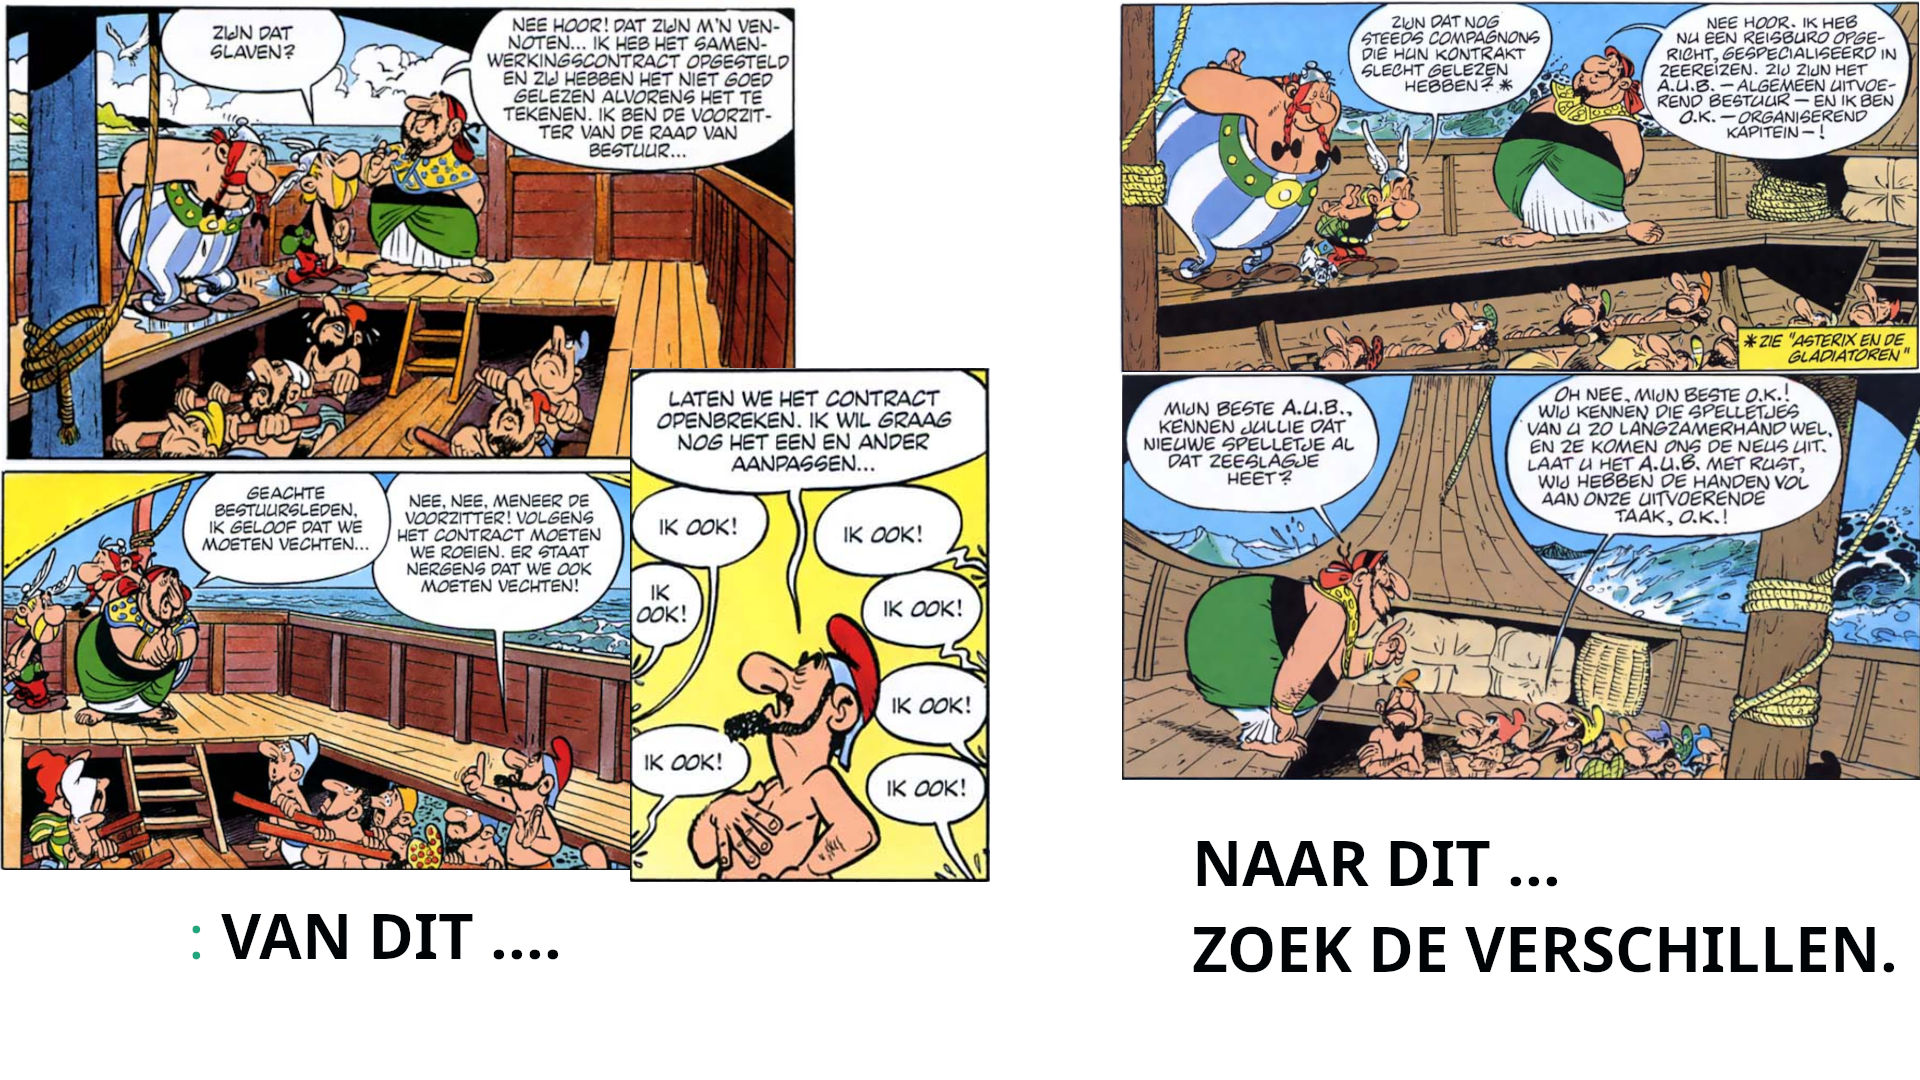 ZIJN DAT
SLAVEN?
NEE HOOR! DAT ZIJN M'N VEN-
NOTEN... IK HEB HET SAMEN-
WERKINGSCONTRACT OPGESTELD
EN ZIJ HEBBEN HET NIET GOED
GELEZEN ALVORENS HET TE
TEKENEN. IK BEN DE VOORZIT-
TER VAN DE RAAD VAN
BESTUUR...
GEACHTE
BESTUURSLEDEN,
IK GELOOF DAT WE
MOETEN VECHTEN...
NEE, NEE, MENEER DE
VOORZITTER! VOLGENS
HET CONTRACT MOETEN
WE ROEIEN. ER STAAT
NERGENS DAT WE OOK
MOETEN VECHTEN!
LATEN WE HET CONTRACT
OPENBREKEN. IK WIL GRAAG
NOG HET EEN EN ANDER
AANPASSEN...
IK OOK!
IK OOK!
IK
OOK!
IK OOK!
IK OOK!
IK OOK!
IK OOK!
: VAN DIT ....
ZIJN DAT NOG
STEEDS COMPAGNONS
DIE HUN KONTRAKT
SLECHT GELEZEN
HEBBEN? *
NEE HOOR. IK HEB
NU EEN REISBURO OPGE-
RICHT, GESPECIALISEERD IN
ZEEREIZEN. ZIJ ZIJN HET
A.U.B. – ALGEMEEN UITVOE-
REND BESTUUR – EN IK BEN
O.K. – ORGANISEREND
KAPITEIN – !
* ZIE "ASTERIX EN DE
GLADIATOREN"
MIJN BESTE A.U.B.,
KENNEN JULLIE DAT
NIEUWE SPELLETJE AL
DAT ZEESLAGJE
HEET?
OH NEE, MIJN BESTE O.K.!
WIJ KENNEN DIE SPELLETJES
VAN U ZO LANGZAMERHAND WEL,
EN ZE KOMEN ONS DE NEUS UIT.
LAAT U HET A.U.B. MET RUST,
WIJ HEBBEN DE HANDEN VOL
AAN ONZE UITVOERENDE
TAAK, O.K.!
NAAR DIT ...
ZOEK DE VERSCHILLEN.